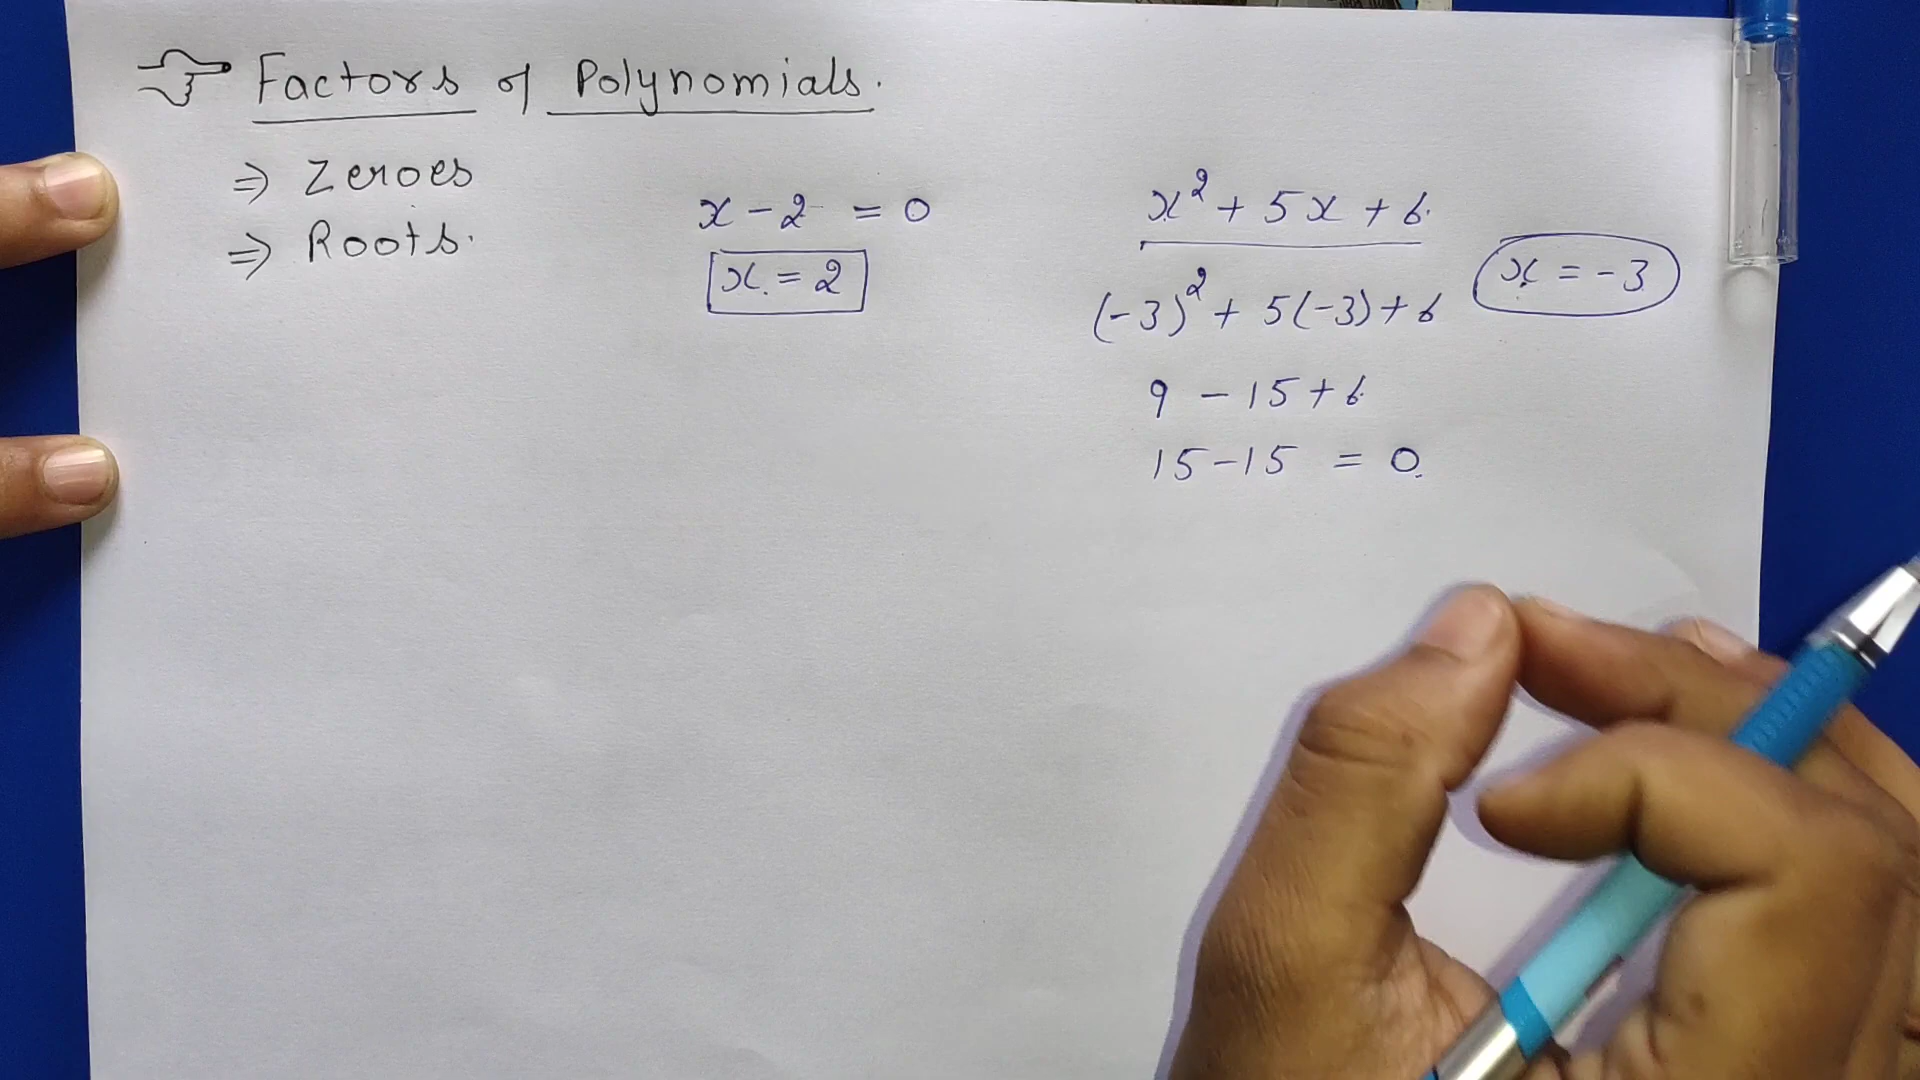 Factors of Polynomials.
⇒ Zeroes
⇒ Roots.
x - 2 = 0
x = 2
x² + 5x + 6
x = -3
(-3)² + 5(-3) + 6
9 - 15 + 6
15 - 15 = 0